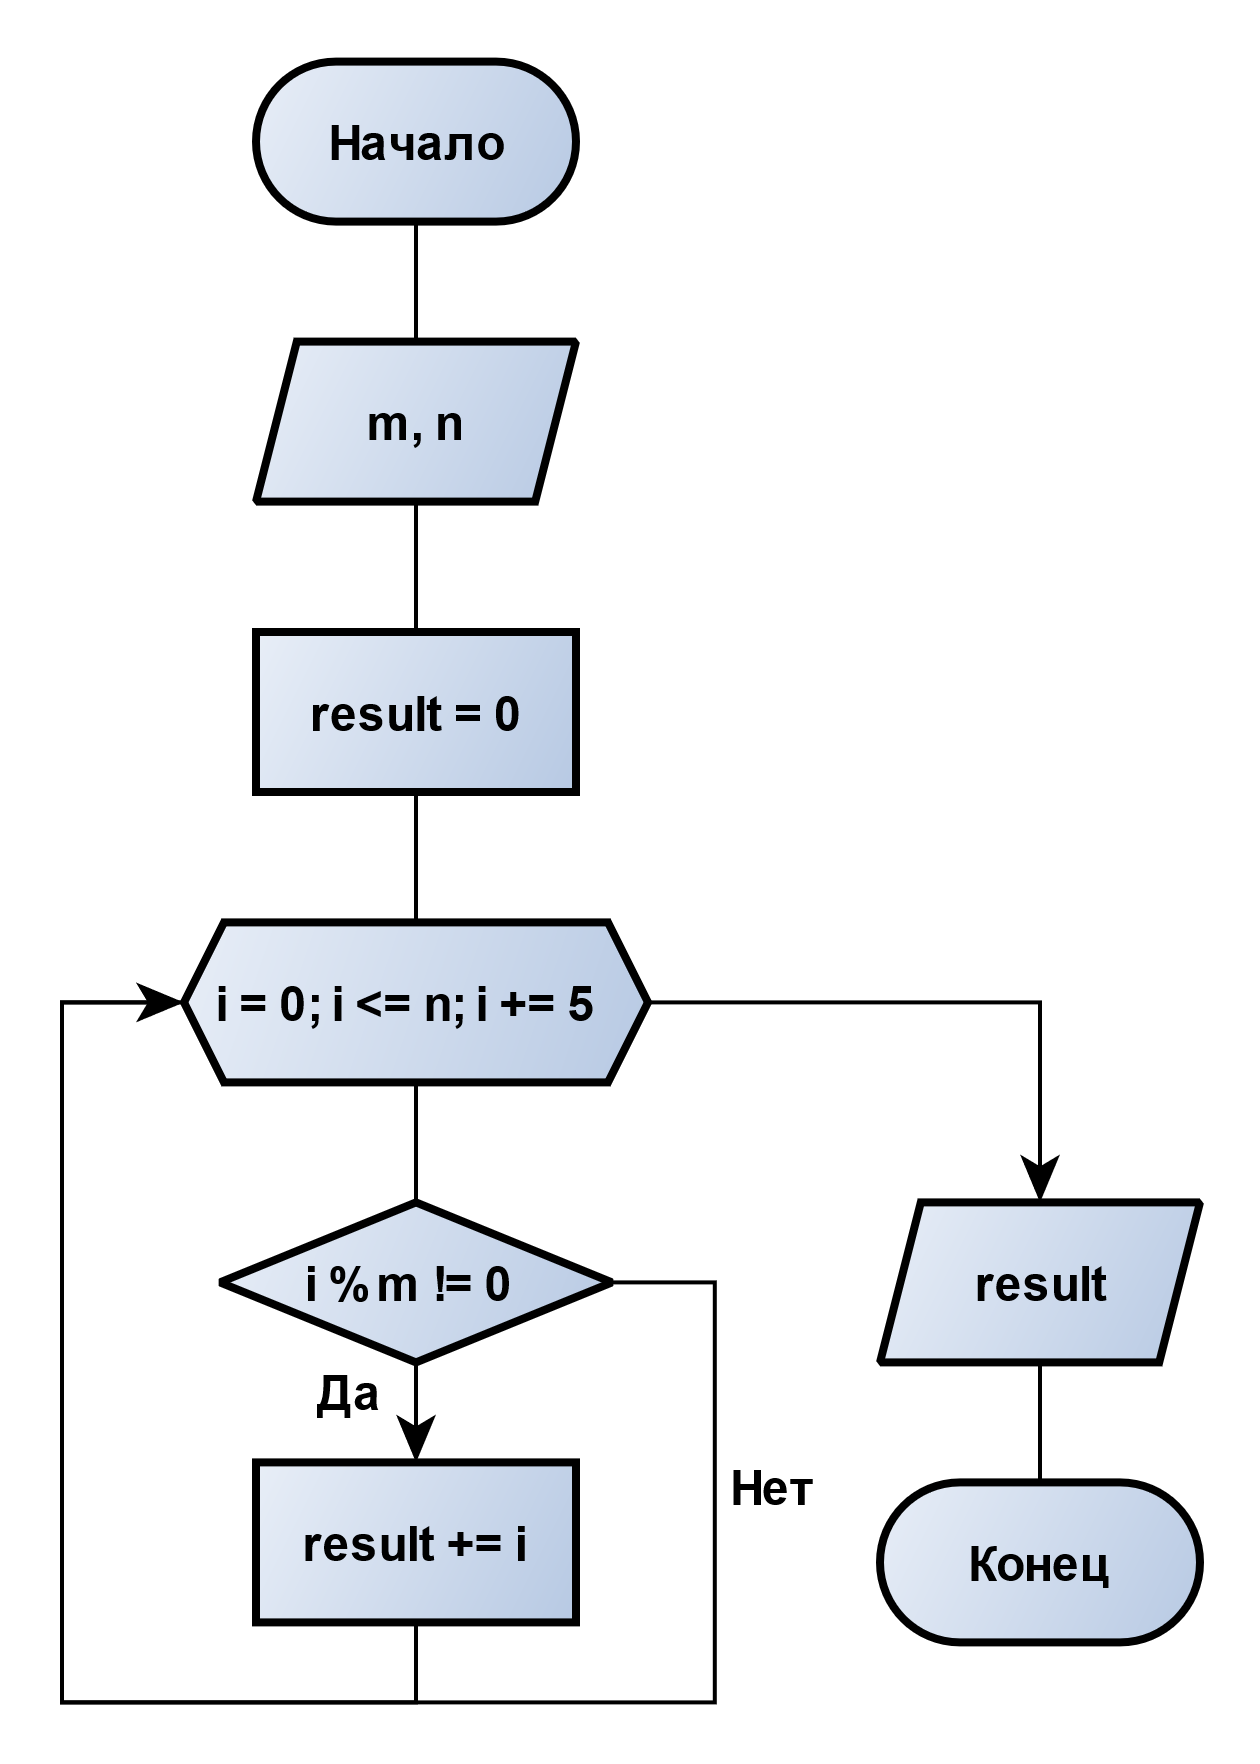 Начало
m, n
result = 0
i = 0; i <= n; i += 5
i % m != 0
Да
result += i
Нет
result
Конец